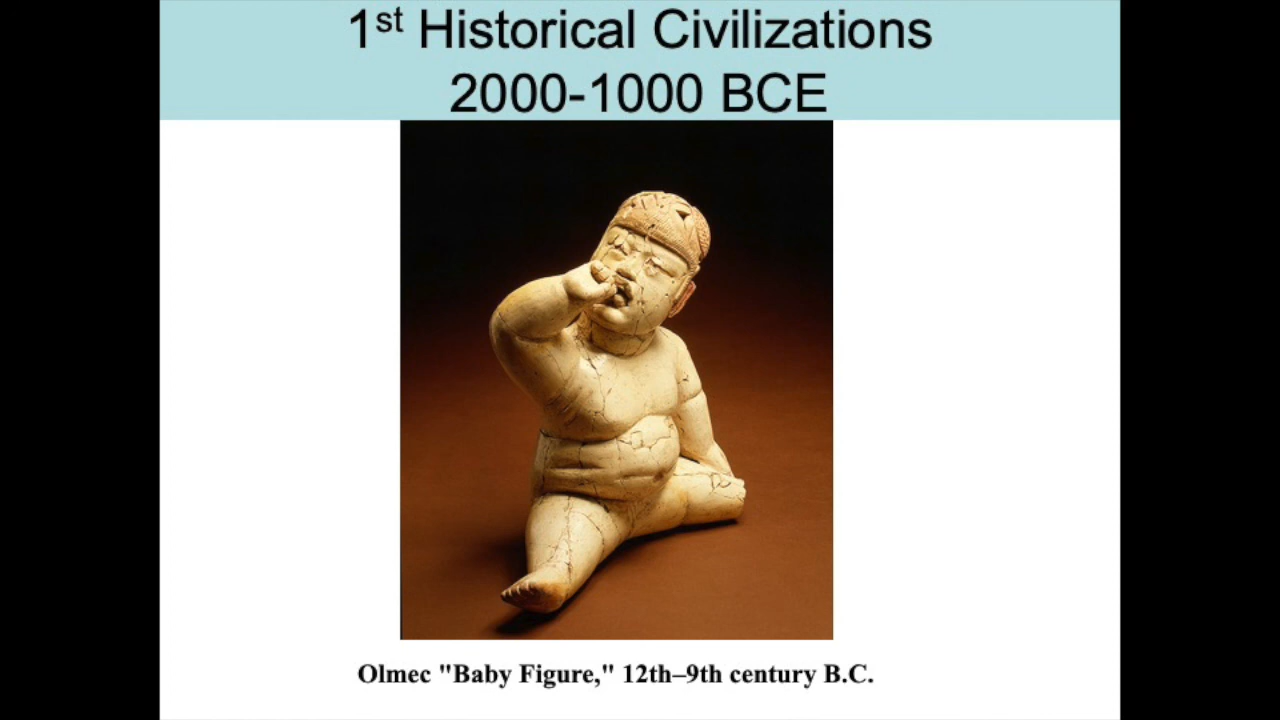 1st Historical Civilizations
2000-1000 BCE
Olmec "Baby Figure," 12th–9th century B.C.